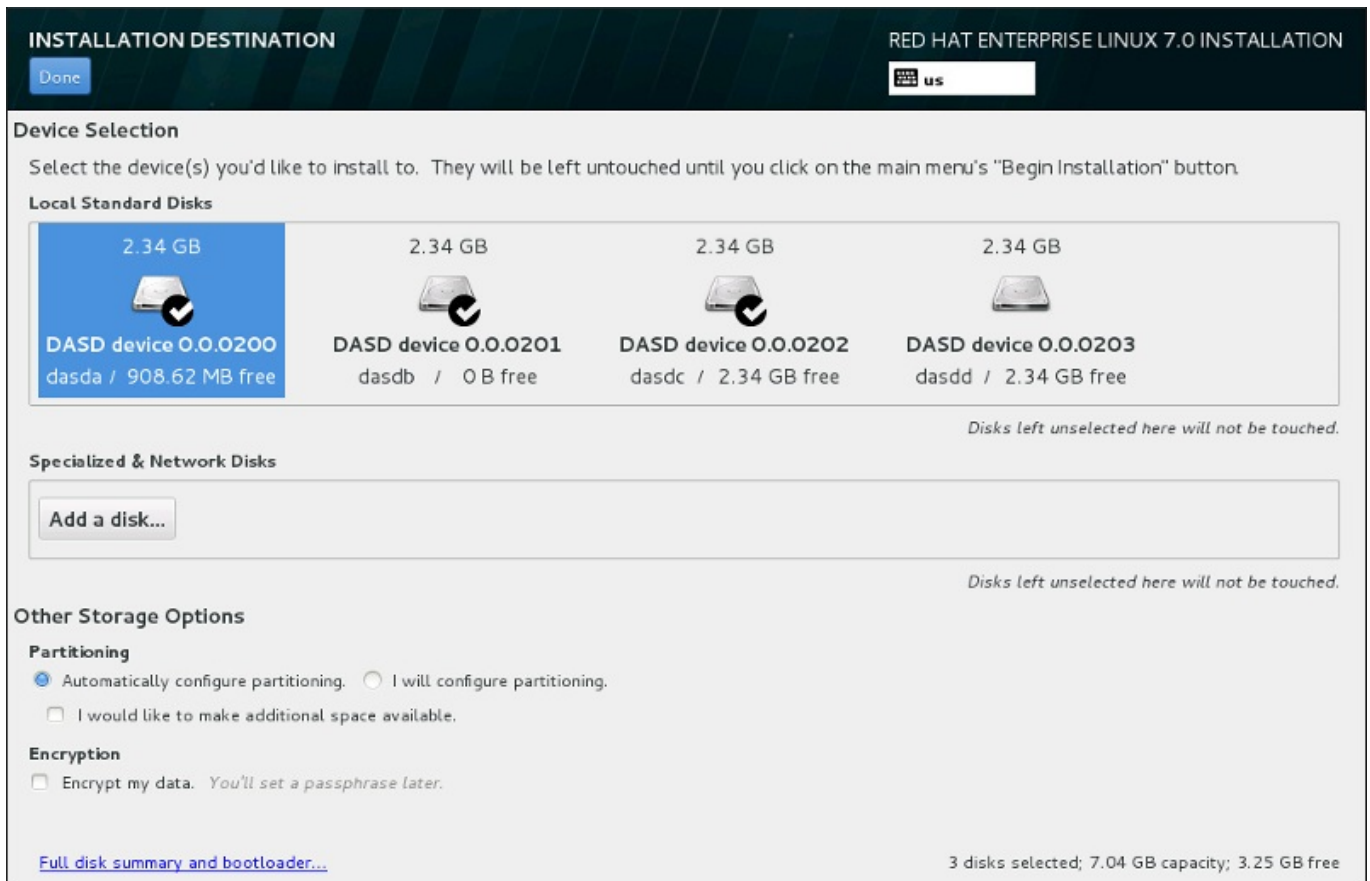 INSTALLATION DESTINATION
RED HAT ENTERPRISE LINUX 7.0 INSTALLATION
Done
us
Device Selection
Select the device(s) you'd like to install to.  They will be left untouched until you click on the main menu's "Begin Installation" button.
Local Standard Disks
2.34 GB
DASD device 0.0.0200
dasda / 908.62 MB free
2.34 GB
DASD device 0.0.0201
dasdb / 0 B free
2.34 GB
DASD device 0.0.0202
dasdc / 2.34 GB free
2.34 GB
DASD device 0.0.0203
dasdd / 2.34 GB free
Disks left unselected here will not be touched.
Specialized & Network Disks
Add a disk...
Disks left unselected here will not be touched.
Other Storage Options
Partitioning
Automatically configure partitioning. I will configure partitioning.
I would like to make additional space available.
Encryption
Encrypt my data. You'll set a passphrase later.
Full disk summary and bootloader...
3 disks selected; 7.04 GB capacity; 3.25 GB free